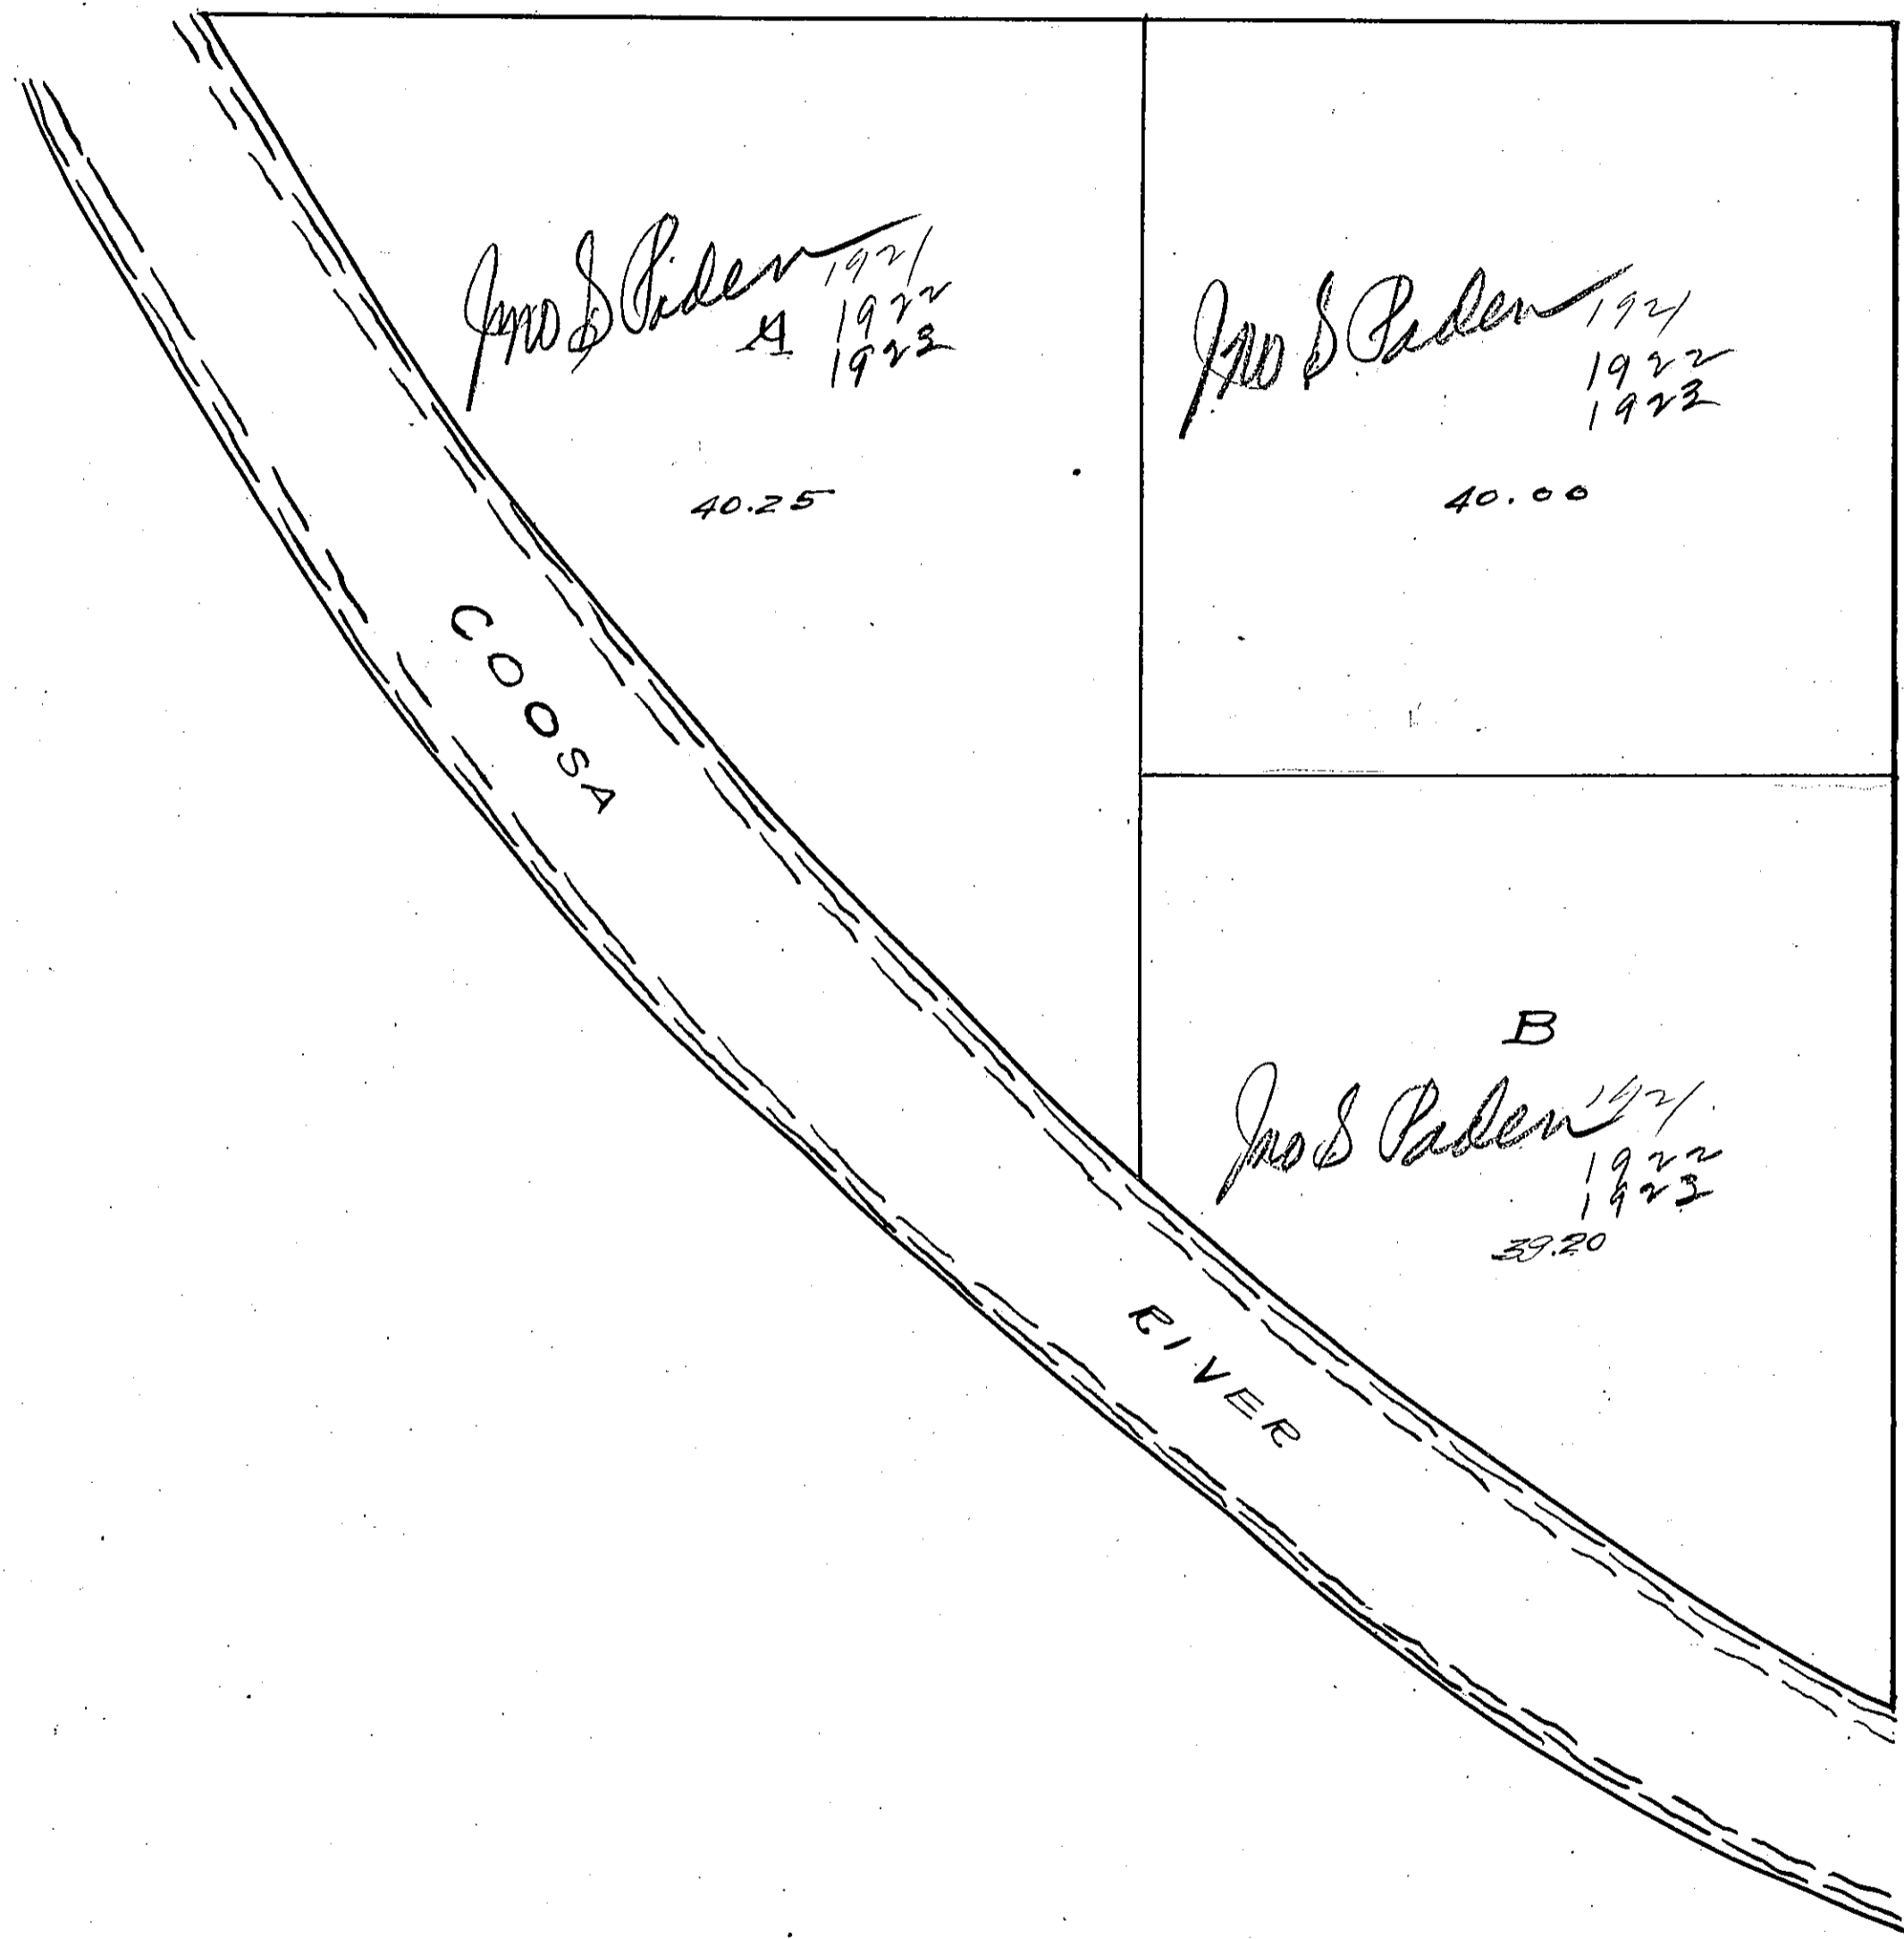 Jno S Paden 1921
A 1922
1923
40.25
Jno S Paden 1921
1922
1923
40.00
COOSA
B
Jno S Paden 1921
1922
1923
39.20
RIVER